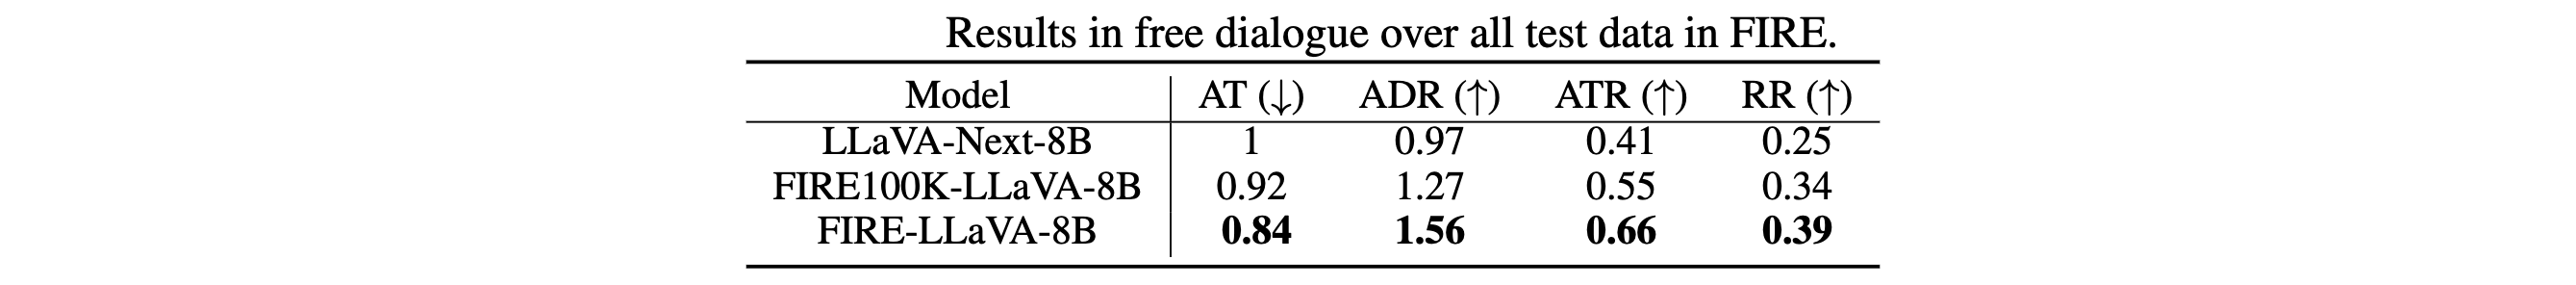 Results in free dialogue over all test data in FIRE.
Model AT (↓) ADR (↑) ATR (↑) RR (↑)
LLaVA-Next-8B 1 0.97 0.41 0.25
FIRE100K-LLaVA-8B 0.92 1.27 0.55 0.34
FIRE-LLaVA-8B 0.84 1.56 0.66 0.39